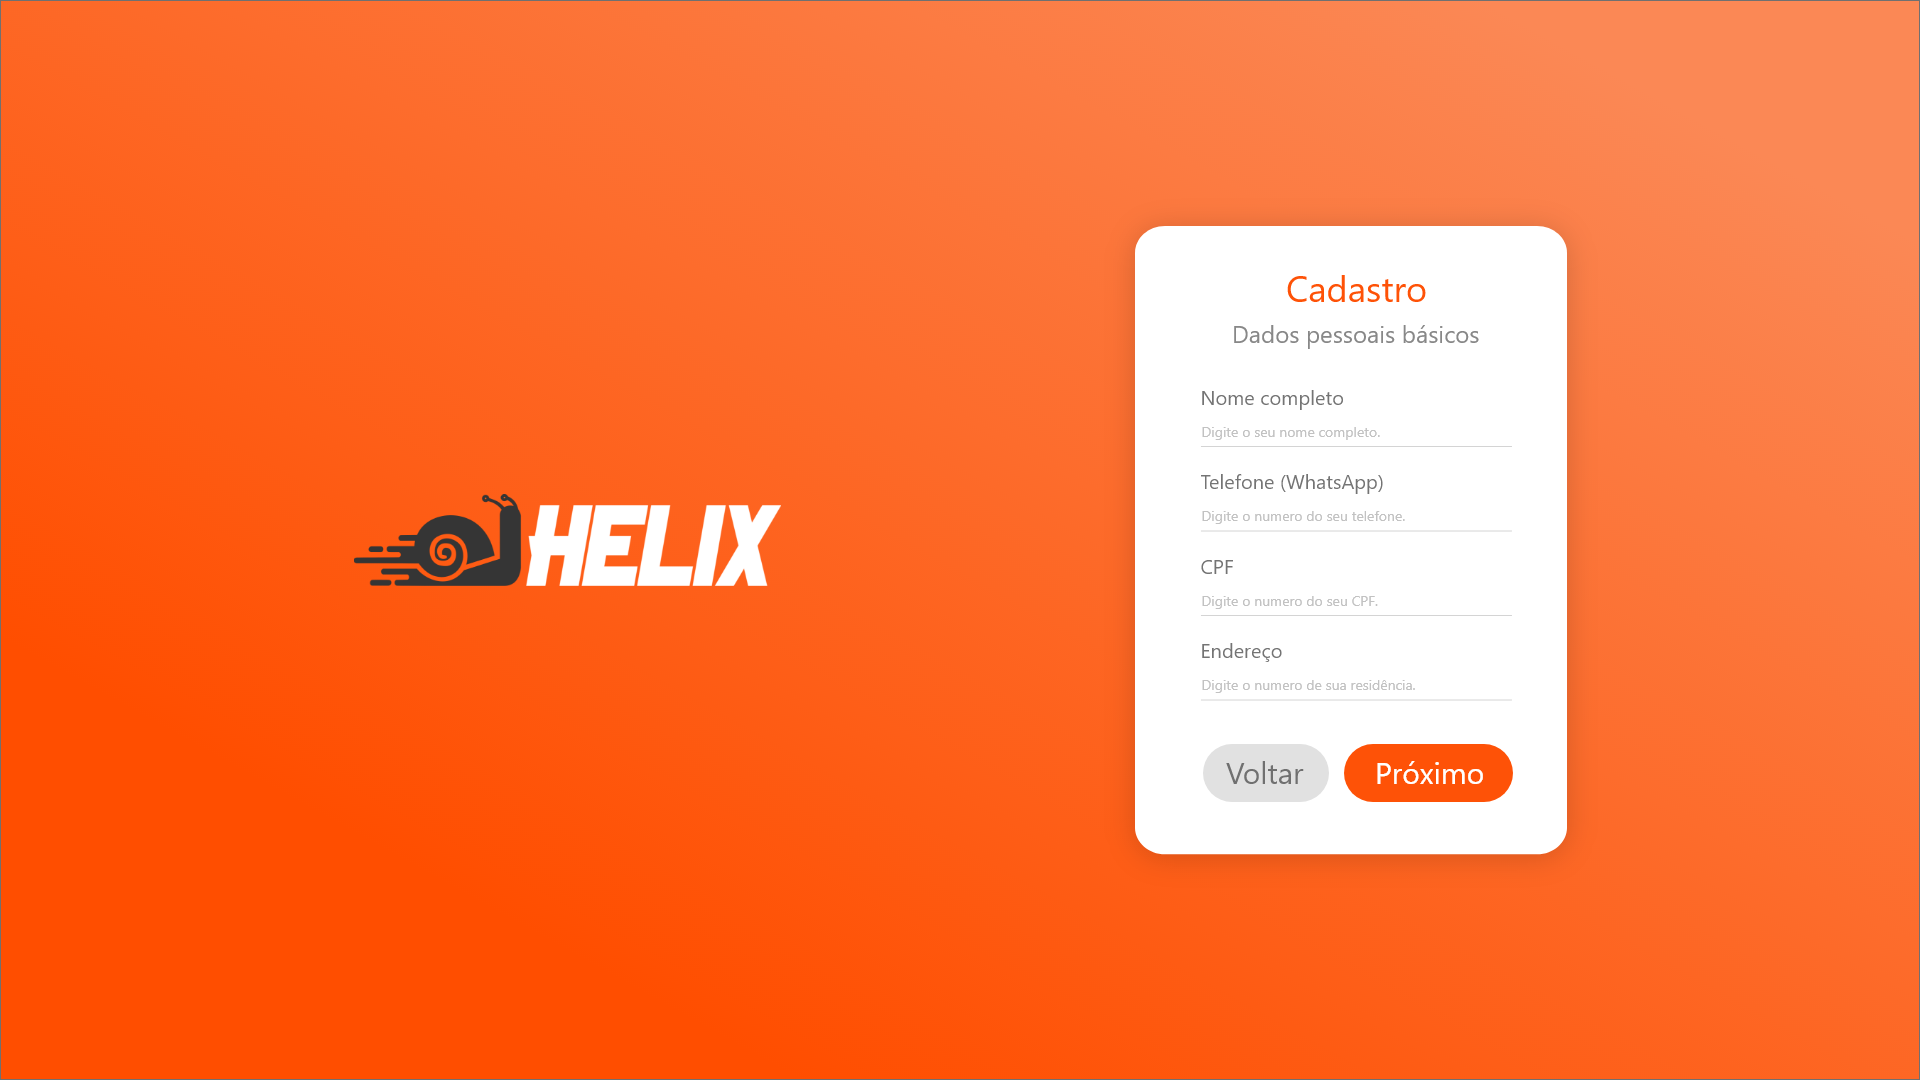 HELIX
Cadastro
Dados pessoais básicos
Nome completo
Digite o seu nome completo.
Telefone (WhatsApp)
Digite o numero do seu telefone.
CPF
Digite o numero do seu CPF.
Endereço
Digite o numero de sua residência.
Voltar
Próximo